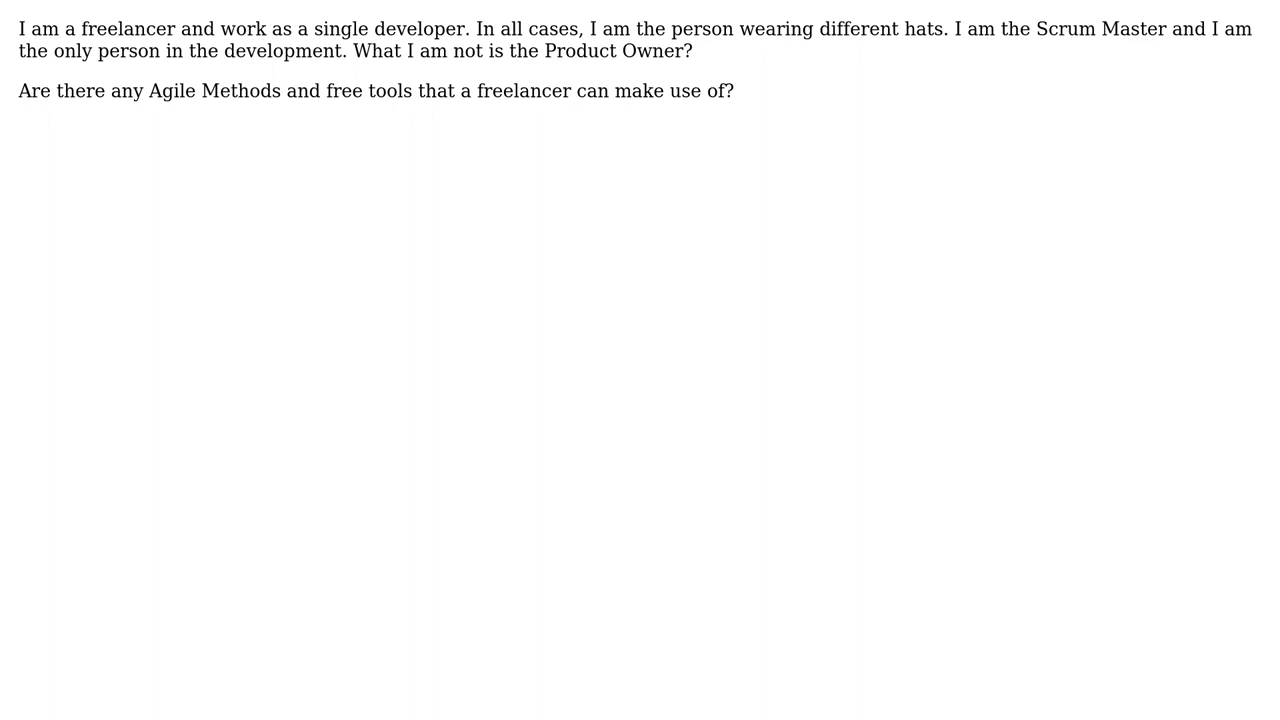 I am a freelancer and work as a single developer. In all cases, I am the person wearing different hats. I am the Scrum Master and I am
the only person in the development. What I am not is the Product Owner?
Are there any Agile Methods and free tools that a freelancer can make use of?